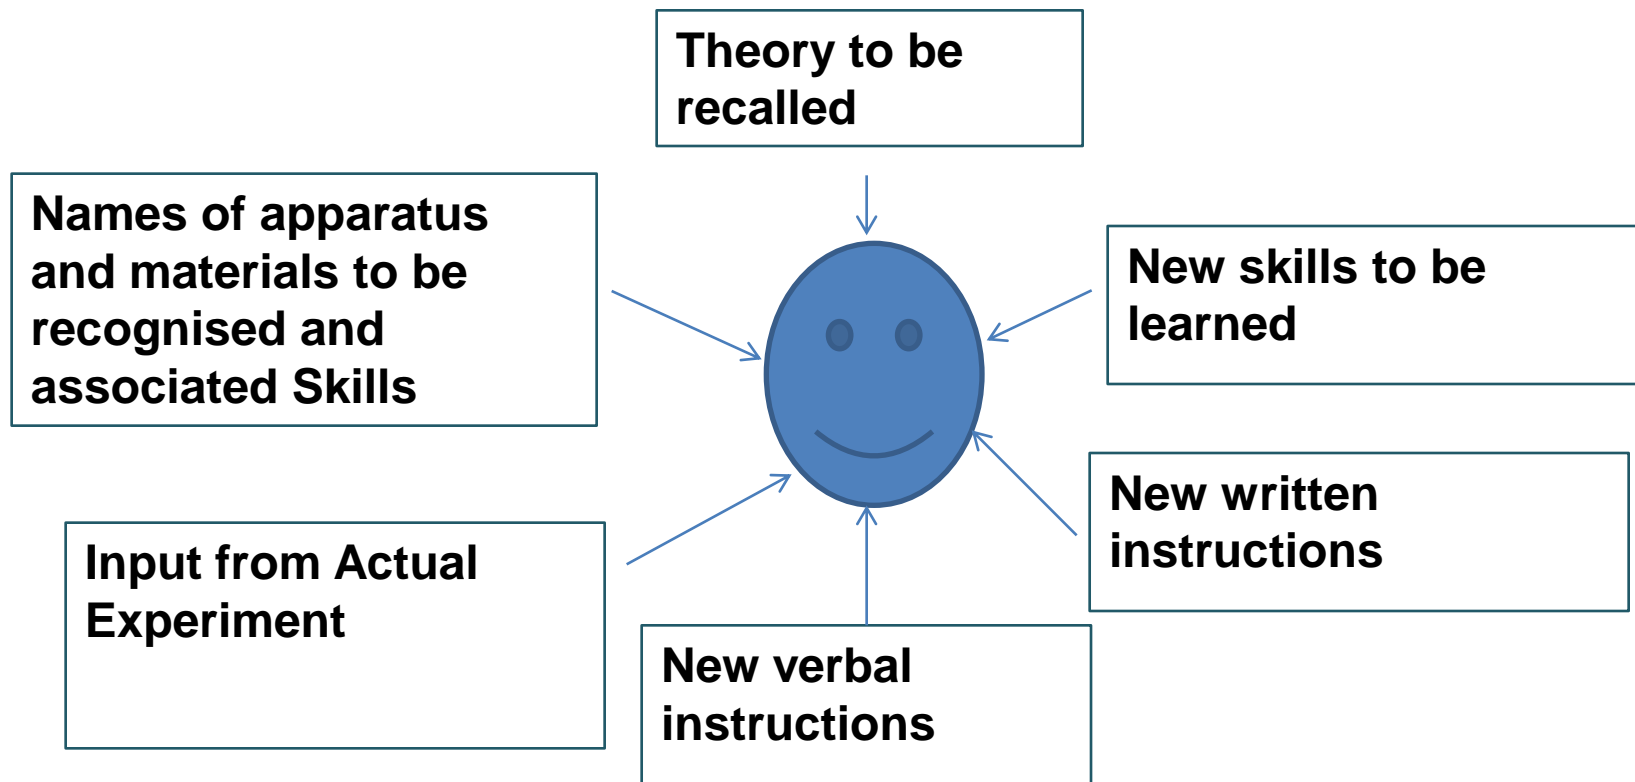 Theory to be
recalled
Names of apparatus
and materials to be
recognised and
associated Skills
New skills to be
learned
New written
instructions
Input from Actual
Experiment
New verbal
instructions